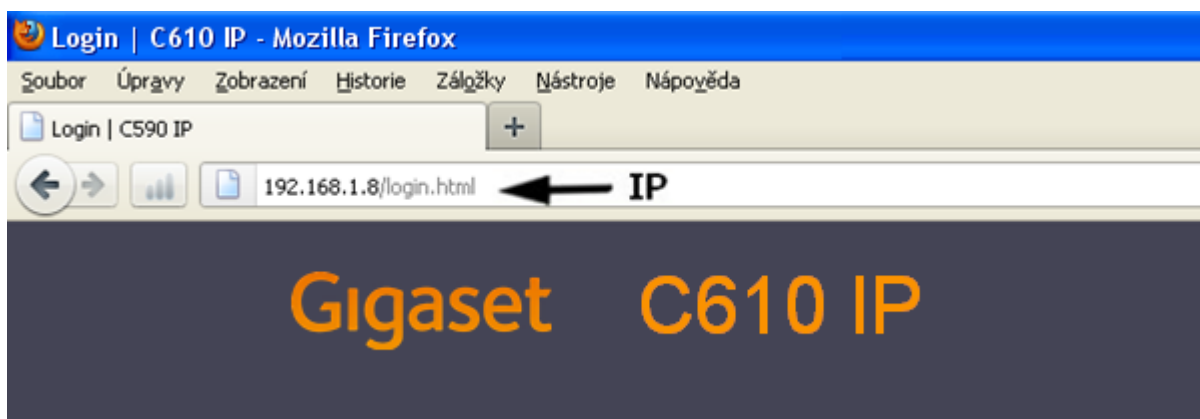 Login | C610 IP - Mozilla Firefox
Soubor Úpravy Zobrazení Historie Záložky Nástroje Nápověda
Login | C590 IP +
192.168.1.8/login.html IP
Gigaset C610 IP